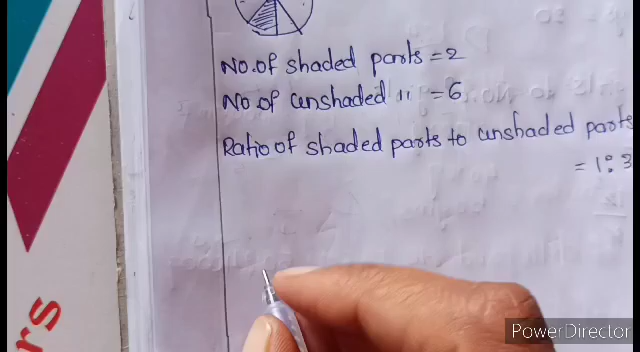 No. of shaded parts = 2
No of unshaded " = 6
Ratio of shaded parts to unshaded parts
= 1:3
rs
PowerDirector